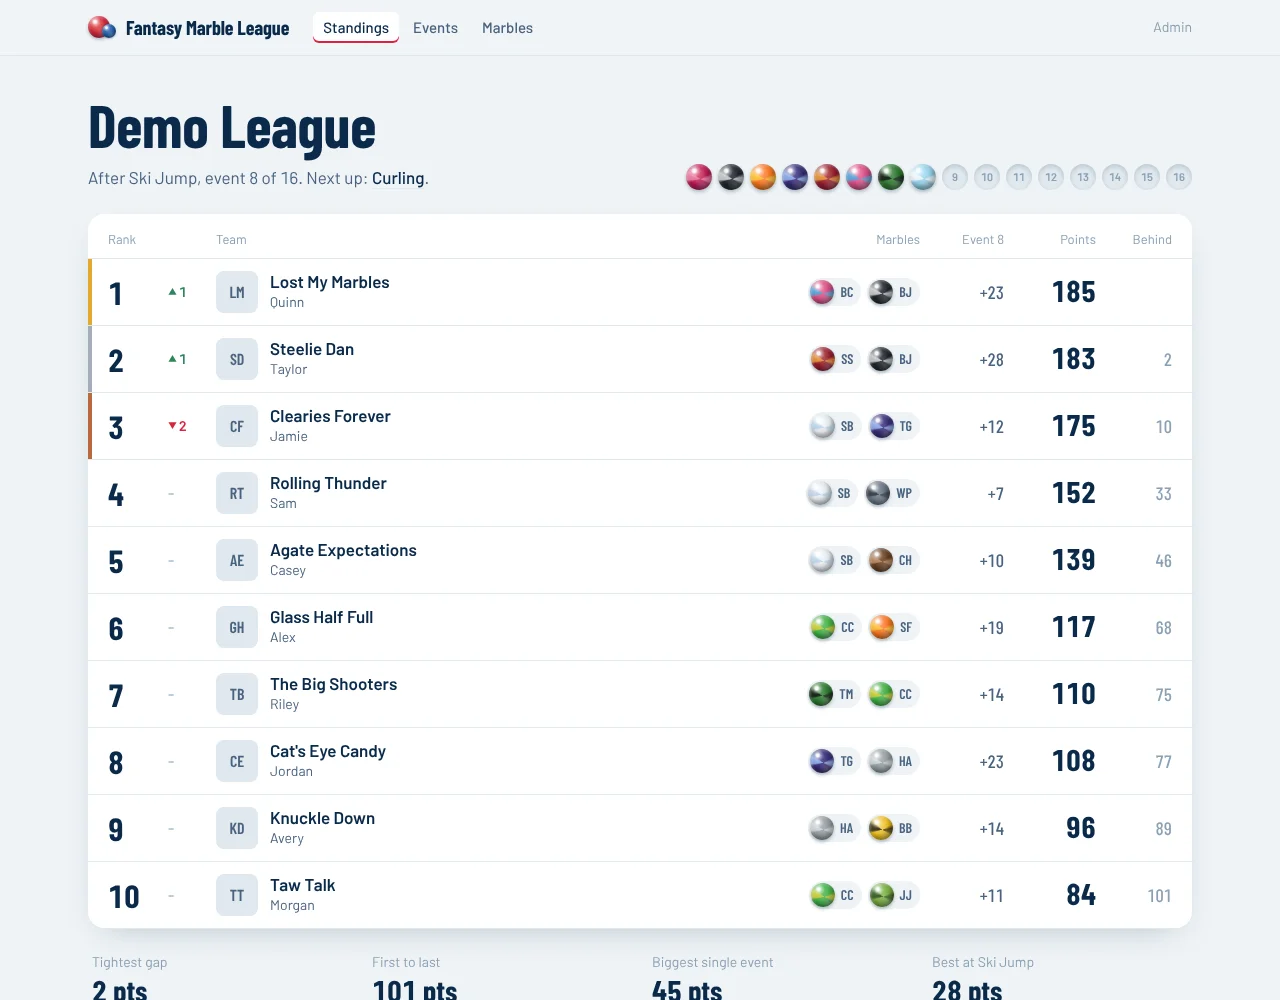 Fantasy Marble League Standings Events Marbles Admin
Demo League
After Ski Jump, event 8 of 16. Next up: Curling.
9 10 11 12 13 14 15 16
Rank Team Marbles Event 8 Points Behind
1 ▲1 LM Lost My Marbles BC BJ +23 185
Quinn
2 ▲1 SD Steelie Dan SS BJ +28 183 2
Taylor
3 ▼2 CF Clearies Forever SB TG +12 175 10
Jamie
4 - RT Rolling Thunder SB WP +7 152 33
Sam
5 - AE Agate Expectations SB CH +10 139 46
Casey
6 - GH Glass Half Full CC SF +19 117 68
Alex
7 - TB The Big Shooters TM CC +14 110 75
Riley
8 - CE Cat's Eye Candy TG HA +23 108 77
Jordan
9 - KD Knuckle Down HA BB +14 96 89
Avery
10 - TT Taw Talk CC JJ +11 84 101
Morgan
Tightest gap First to last Biggest single event Best at Ski Jump
2 pts 101 pts 45 pts 28 pts